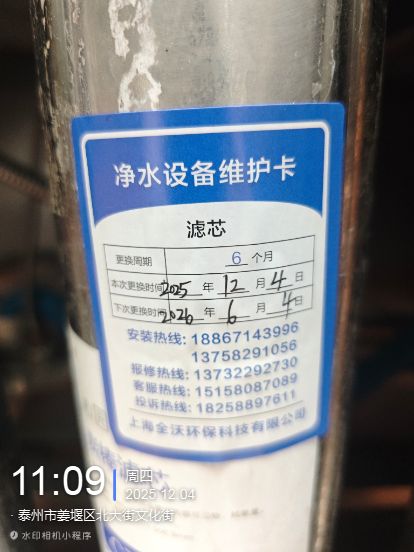 净水设备维护卡
滤芯
更换周期 6 个月
本次更换时间 2025 年 12 月 4 日
下次更换时间 2026 年 6 月 4 日
安装热线: 18867143996
13758291056
报修热线: 13732292730
客服热线: 15158087089
投诉热线: 18258897611
上海全沃环保科技有限公司
11:09 周四
2025.12.04
· 泰州市姜堰区北大街文化街
水印相机小程序